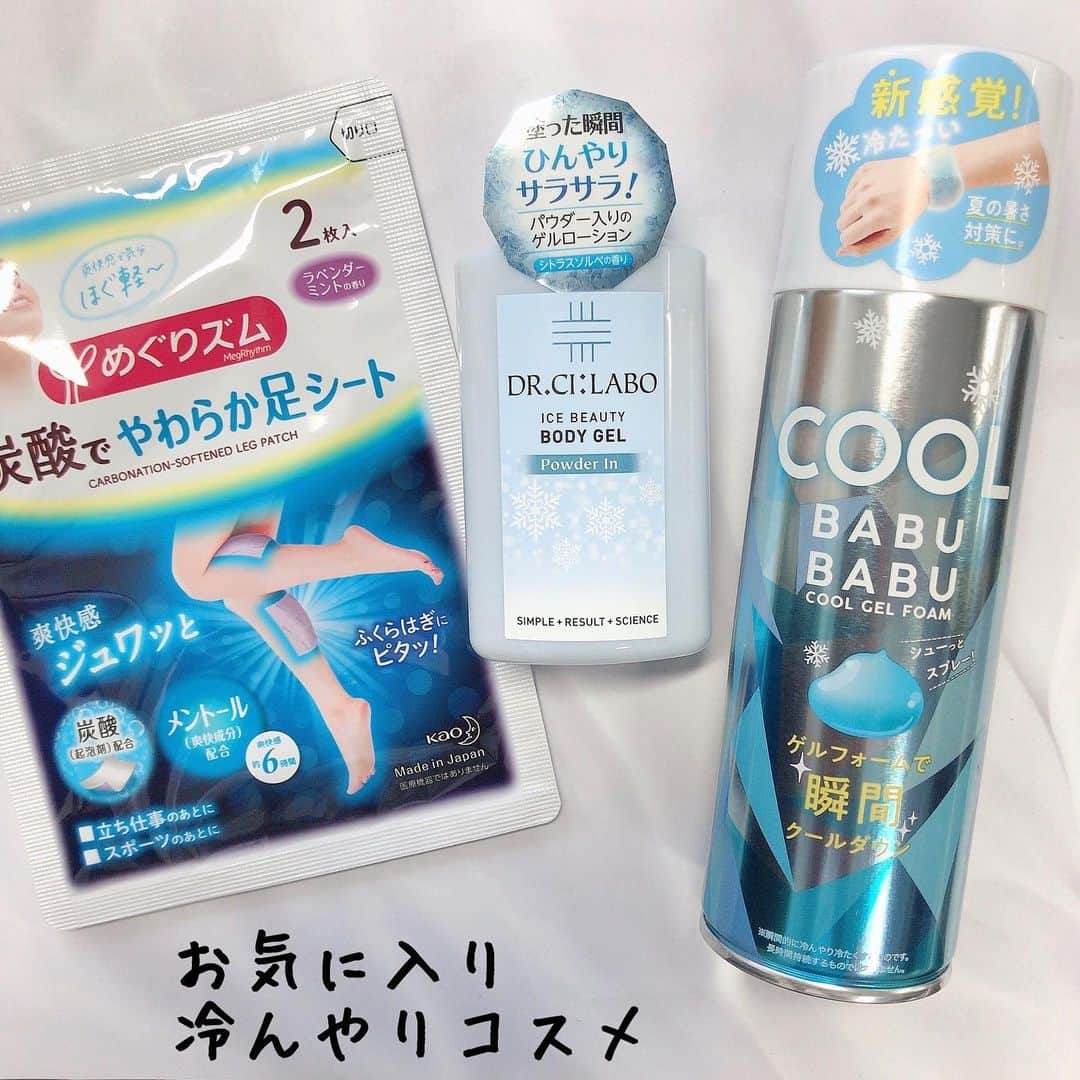 切り口
2枚入
ラベンダー
ミントの香り
爽快感で気分
ほぐ軽〜
めぐりズム
MegRhythm
炭酸で やわらか足シート
CARBONATION-SOFTENED LEG PATCH
爽快感
ジュワッと
ふくらはぎに
ピタッ!
炭酸
(起泡剤)配合
メントール
(爽快成分)
配合
爽快感
約6時間
Kao
Made in Japan
医療機器ではありません
■立ち仕事のあとに
■スポーツのあとに
塗った瞬間
ひんやり
サラサラ!
パウダー入りの
ゲルローション
シトラスソルベの香り
DR.CI:LABO
ICE BEAUTY
BODY GEL
Powder In
SIMPLE+RESULT+SCIENCE
新感覚!
冷たつい
夏の暑さ
対策に。
COOL
BABU
BABU
COOL GEL FOAM
シューっと
スプレー!
ゲルフォームで
瞬間
クールダウン
お気に入り
冷んやりコスメ